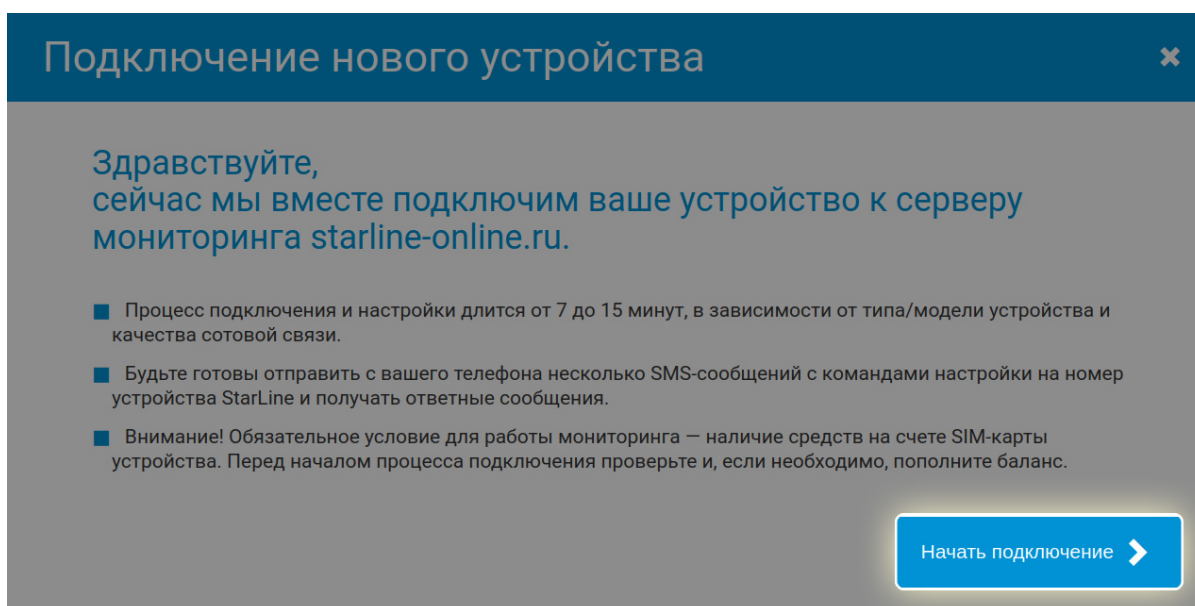 Подключение нового устройства
Здравствуйте,
сейчас мы вместе подключим ваше устройство к серверу
мониторинга starline-online.ru.
Процесс подключения и настройки длится от 7 до 15 минут, в зависимости от типа/модели устройства и
качества сотовой связи.
Будьте готовы отправить с вашего телефона несколько SMS-сообщений с командами настройки на номер
устройства StarLine и получать ответные сообщения.
Внимание! Обязательное условие для работы мониторинга — наличие средств на счете SIM-карты
устройства. Перед началом процесса подключения проверьте и, если необходимо, пополните баланс.
Начать подключение